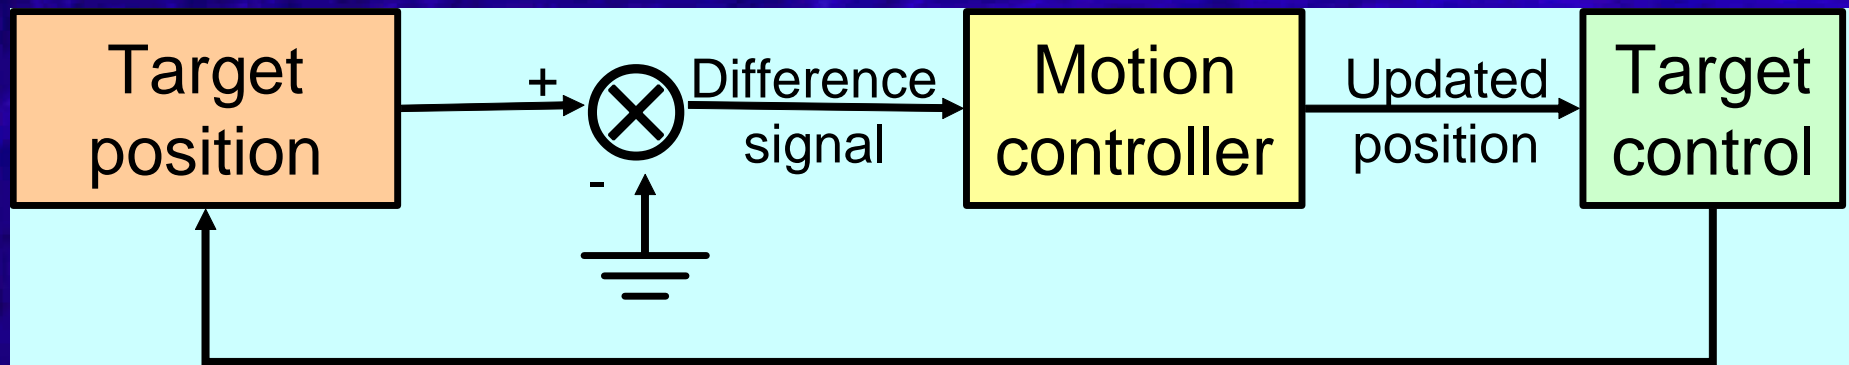 Target
position
+
-
Difference
signal
Motion
controller
Updated
position
Target
control